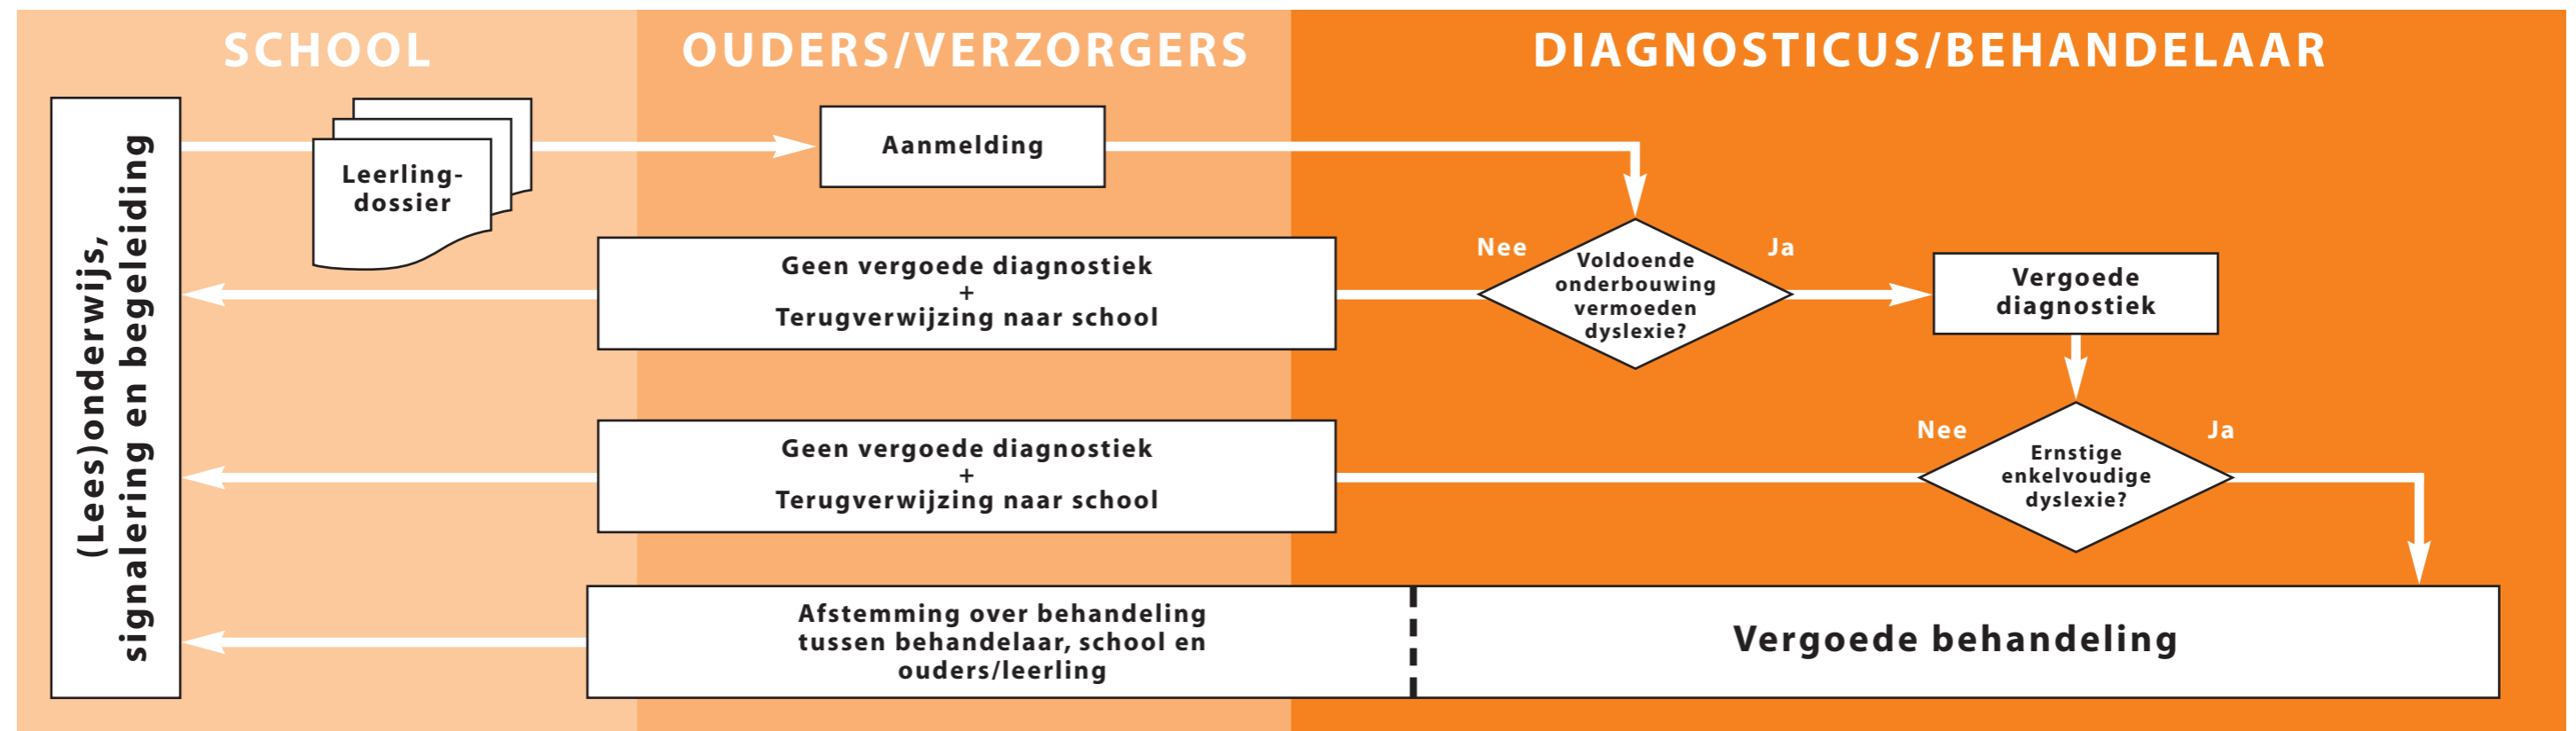 SCHOOL
OUDERS/VERZORGERS
DIAGNOSTICUS/BEHANDELAAR
(Lees)onderwijs,
signalering en begeleiding
Leerling-
dossier
Aanmelding
Voldoende
onderbouwing
vermoeden
dyslexie?
Nee
Ja
Geen vergoede diagnostiek
+
Terugverwijzing naar school
Vergoede
diagnostiek
Ernstige
enkelvoudige
dyslexie?
Nee
Ja
Geen vergoede diagnostiek
+
Terugverwijzing naar school
Afstemming over behandeling
tussen behandelaar, school en
ouders/leerling
Vergoede behandeling